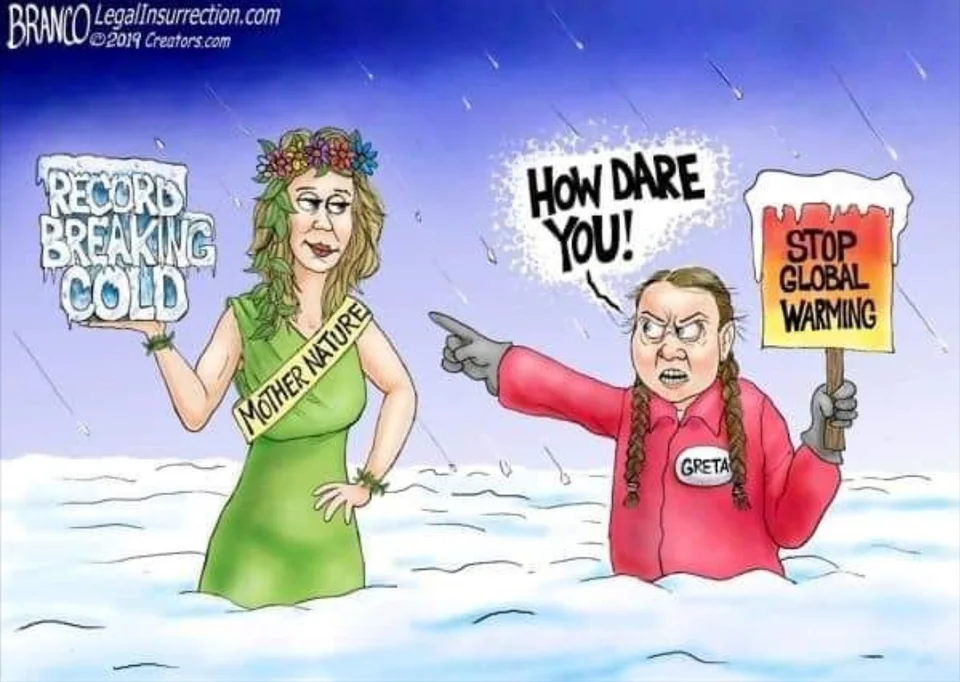 BRANCO LegalInsurrection.com
©2019 Creators.com
RECORD
BREAKING
COLD
MOTHER NATURE
HOW DARE
YOU!
STOP
GLOBAL
WARMING
GRETA